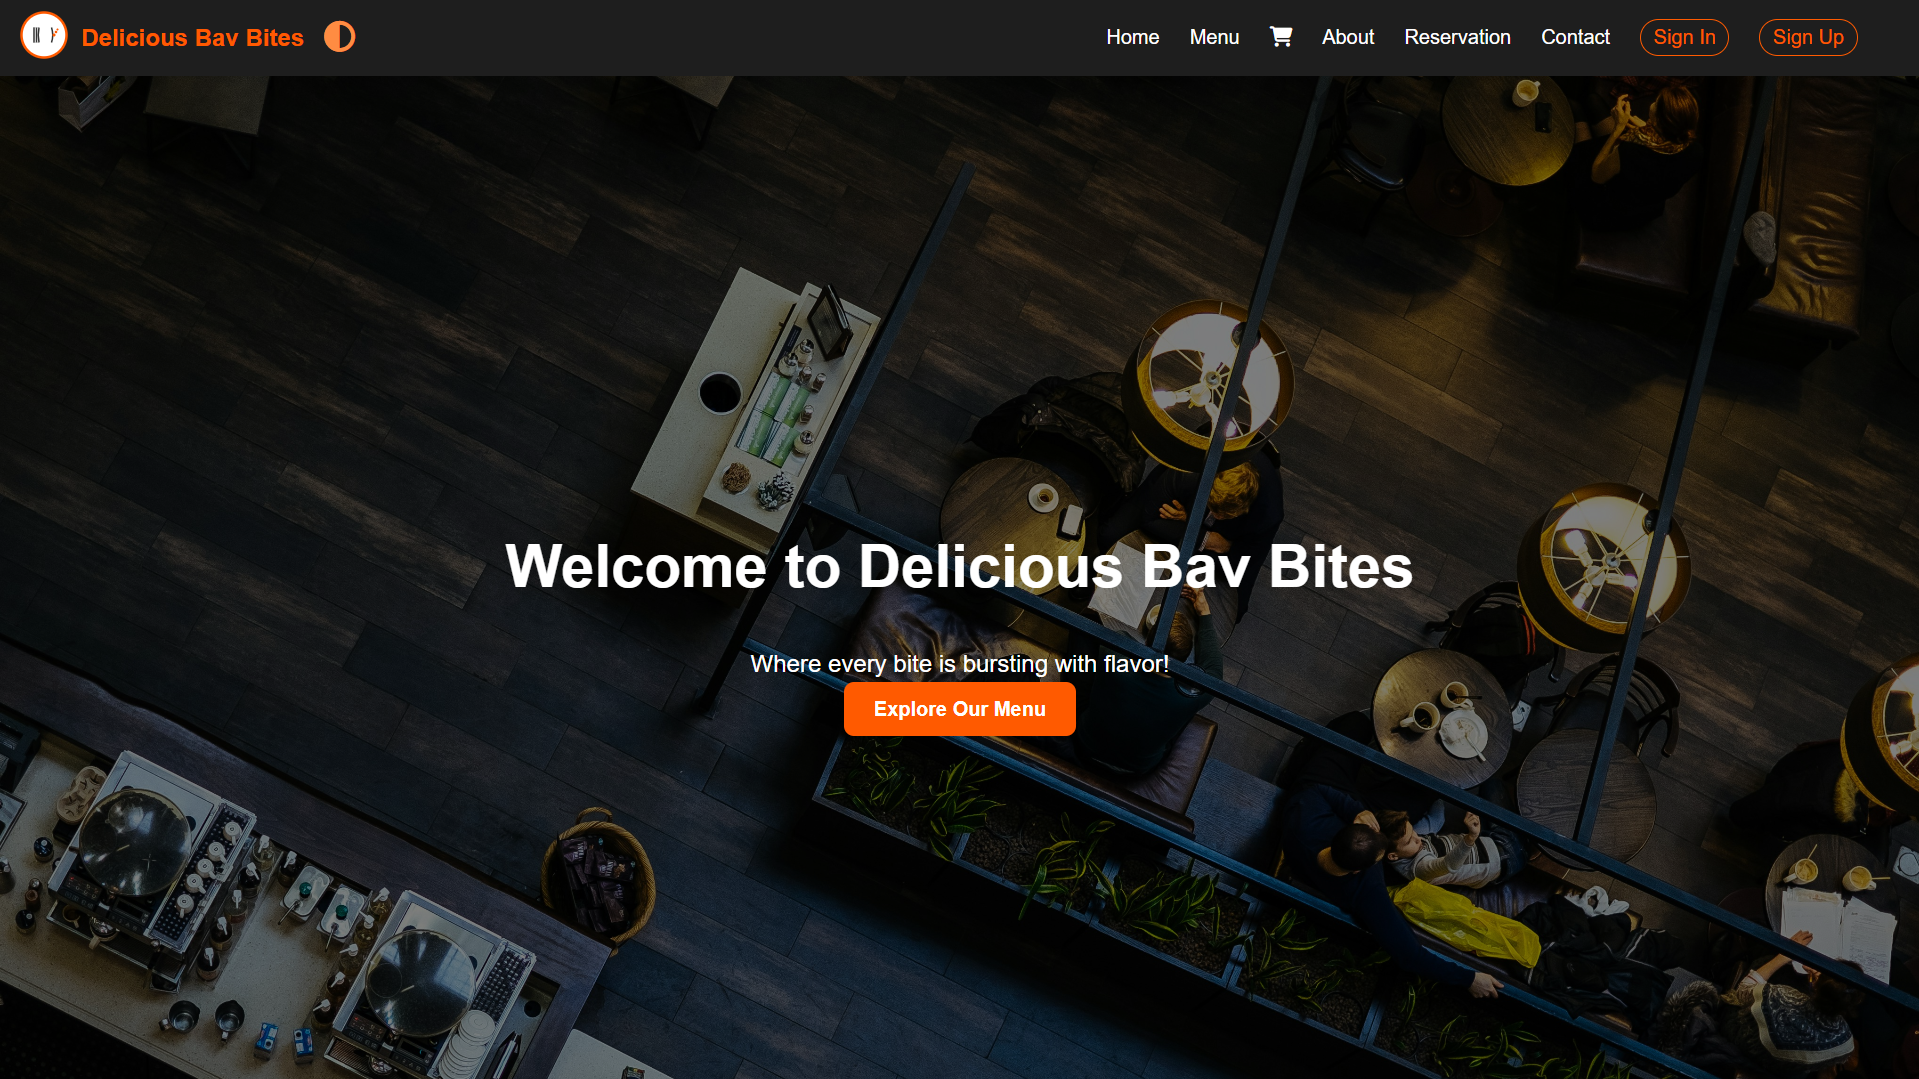 Delicious Bav Bites
Home
Menu
About
Reservation
Contact
Sign In
Sign Up
Welcome to Delicious Bav Bites
Where every bite is bursting with flavor!
Explore Our Menu